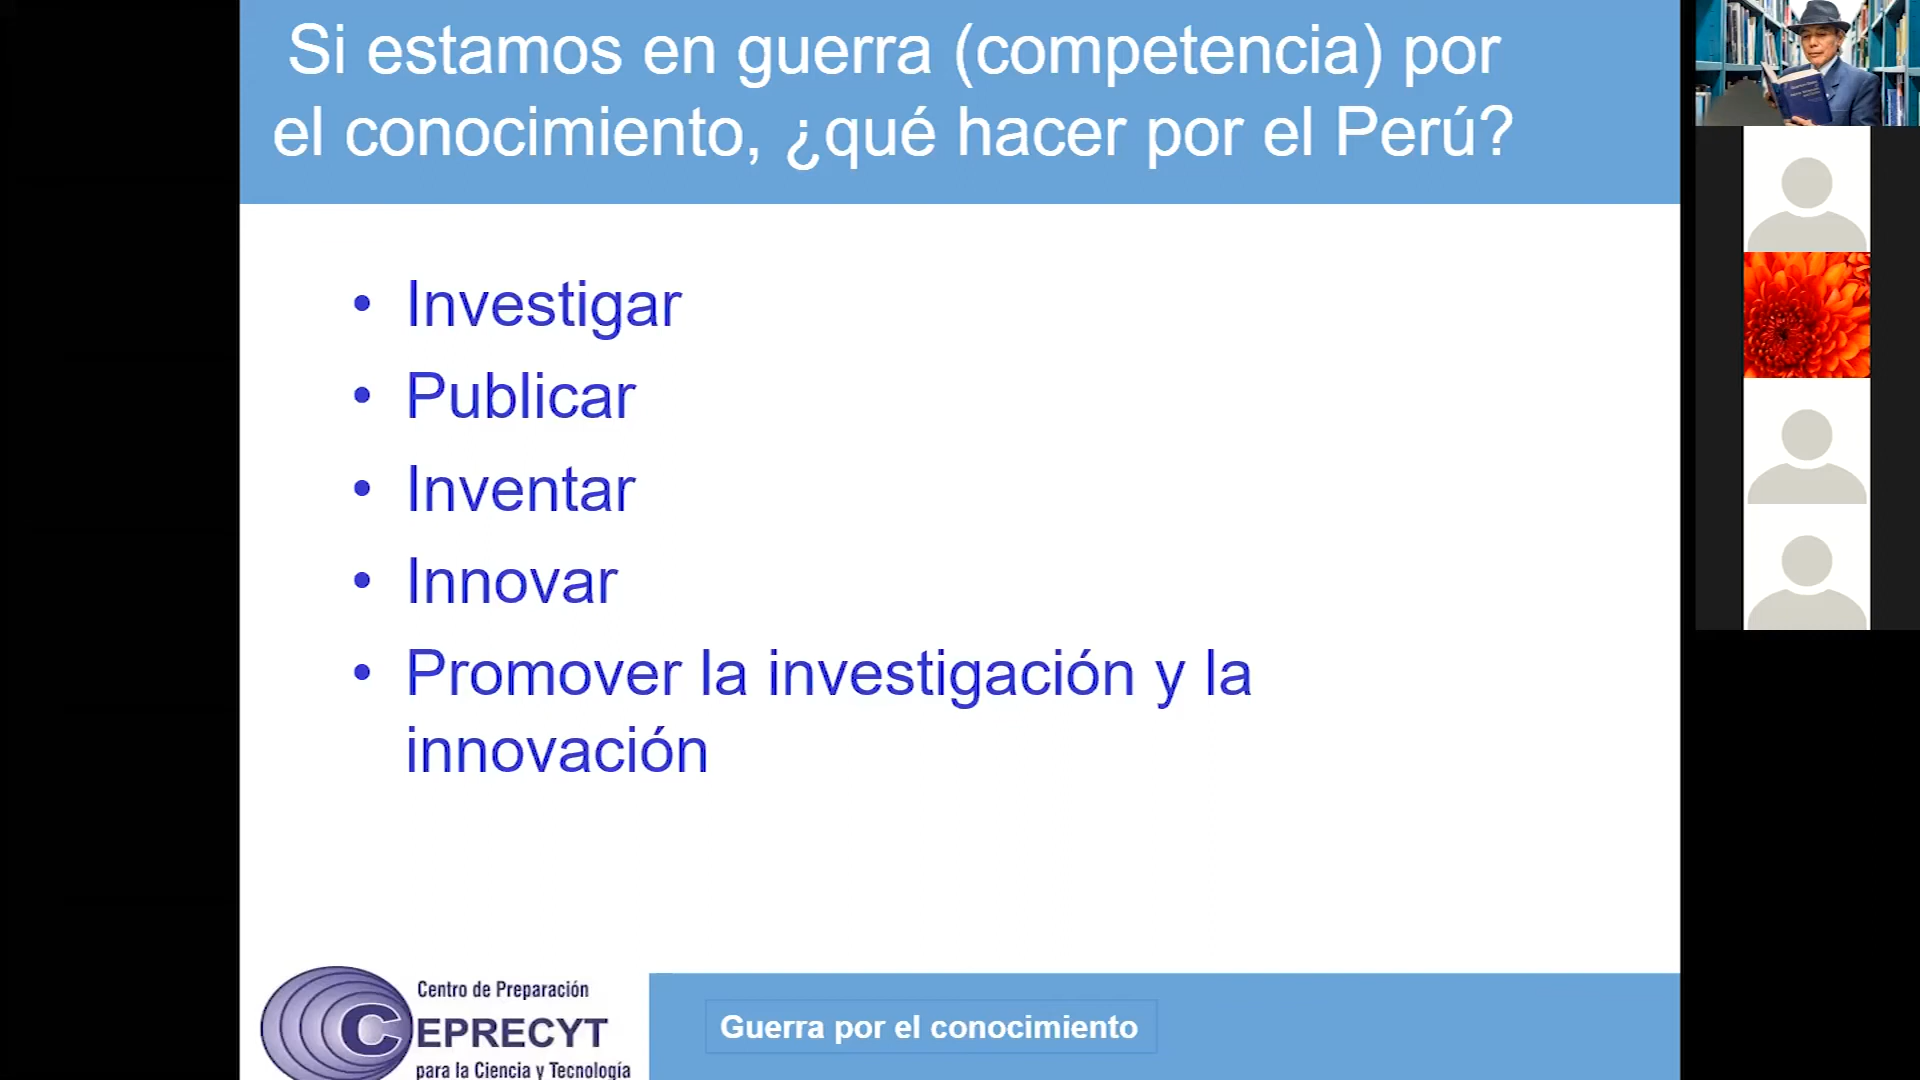 Si estamos en guerra (competencia) por
el conocimiento, ¿qué hacer por el Perú?
• Investigar
• Publicar
• Inventar
• Innovar
• Promover la investigación y la
innovación
Centro de Preparación
CEPRECYT
para la Ciencia y Tecnología
Guerra por el conocimiento